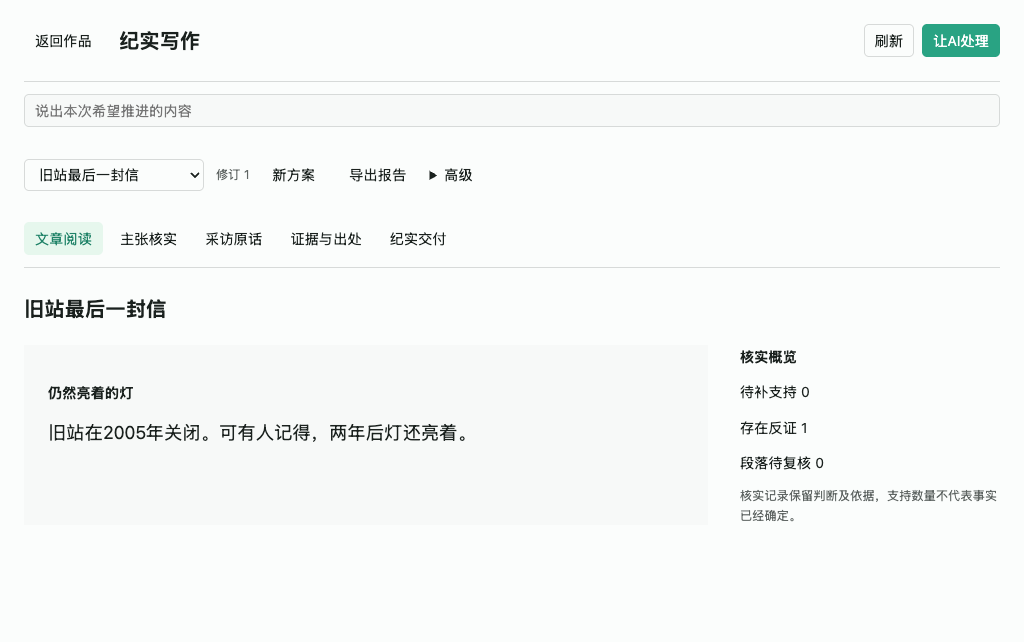 返回作品
纪实写作
刷新
让AI处理
说出本次希望推进的内容
旧站最后一封信
修订 1
新方案
导出报告
▶ 高级
文章阅读
主张核实
采访原话
证据与出处
纪实交付
旧站最后一封信
仍然亮着的灯
旧站在2005年关闭。可有人记得，两年后灯还亮着。
核实概览
待补支持 0
存在反证 1
段落待复核 0
核实记录保留判断及依据，支持数量不代表事实
已经确定。